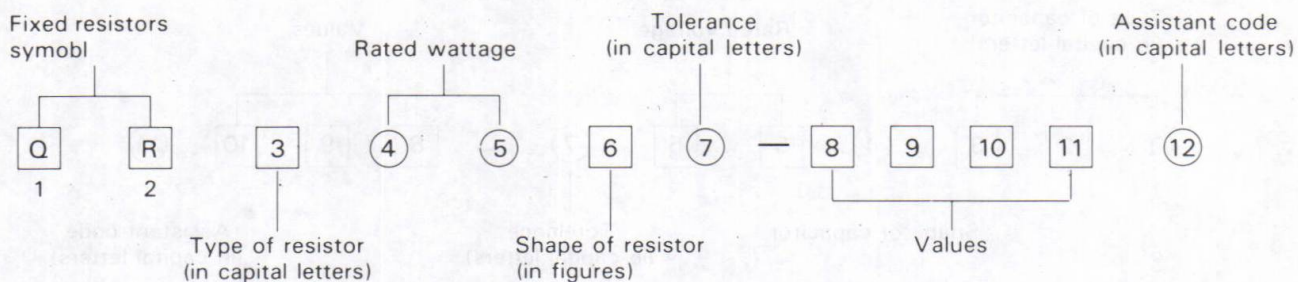 Fixed resistors
symobl
Rated wattage
Tolerance
(in capital letters)
Assistant code
(in capital letters)
Q R 3 4 5 6 7 — 8 9 10 11 12
1 2
Type of resistor
(in capital letters)
Shape of resistor
(in figures)
Values